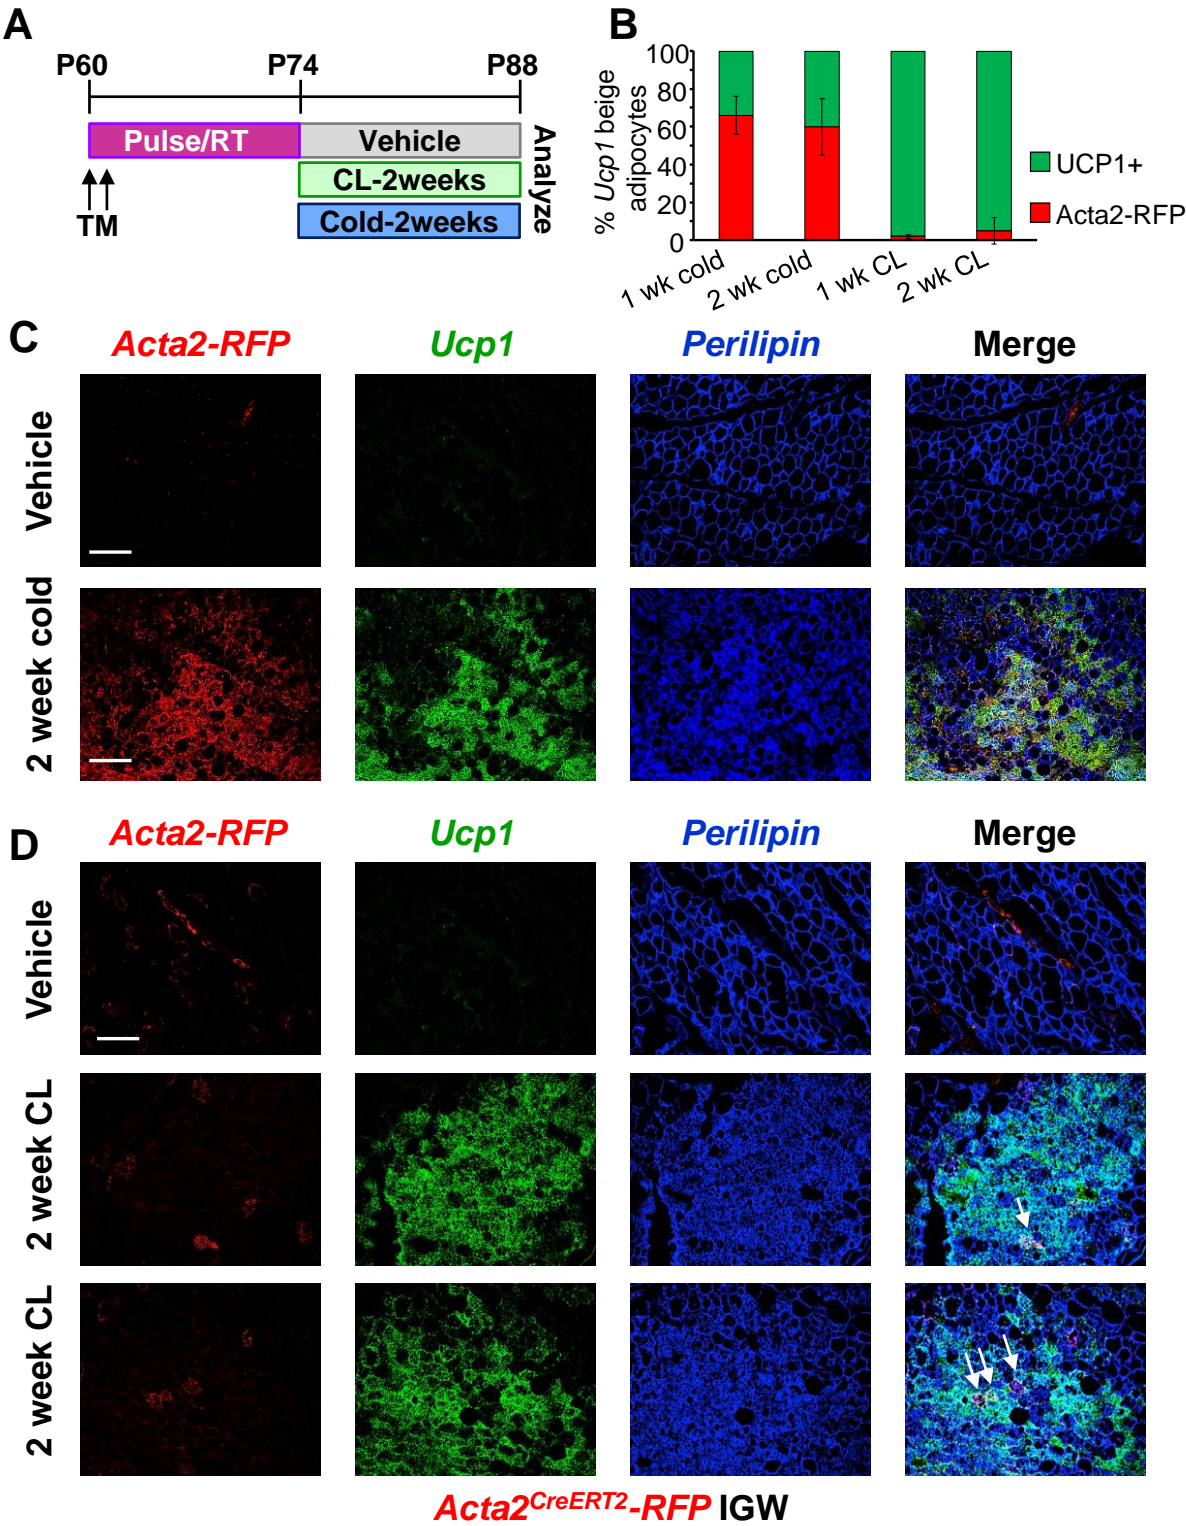 A
P60 P74 P88
Pulse/RT
Vehicle
CL-2weeks
Cold-2weeks
TM
Analyze
B
% Ucp1 beige
adipocytes
100
80
60
40
20
0
1 wk cold
2 wk cold
1 wk CL
2 wk CL
UCP1+
Acta2-RFP
C
Acta2-RFP Ucp1 Perilipin Merge
Vehicle
2 week cold
D
Acta2-RFP Ucp1 Perilipin Merge
Vehicle
2 week CL
2 week CL
Acta2CreERT2-RFP IGW